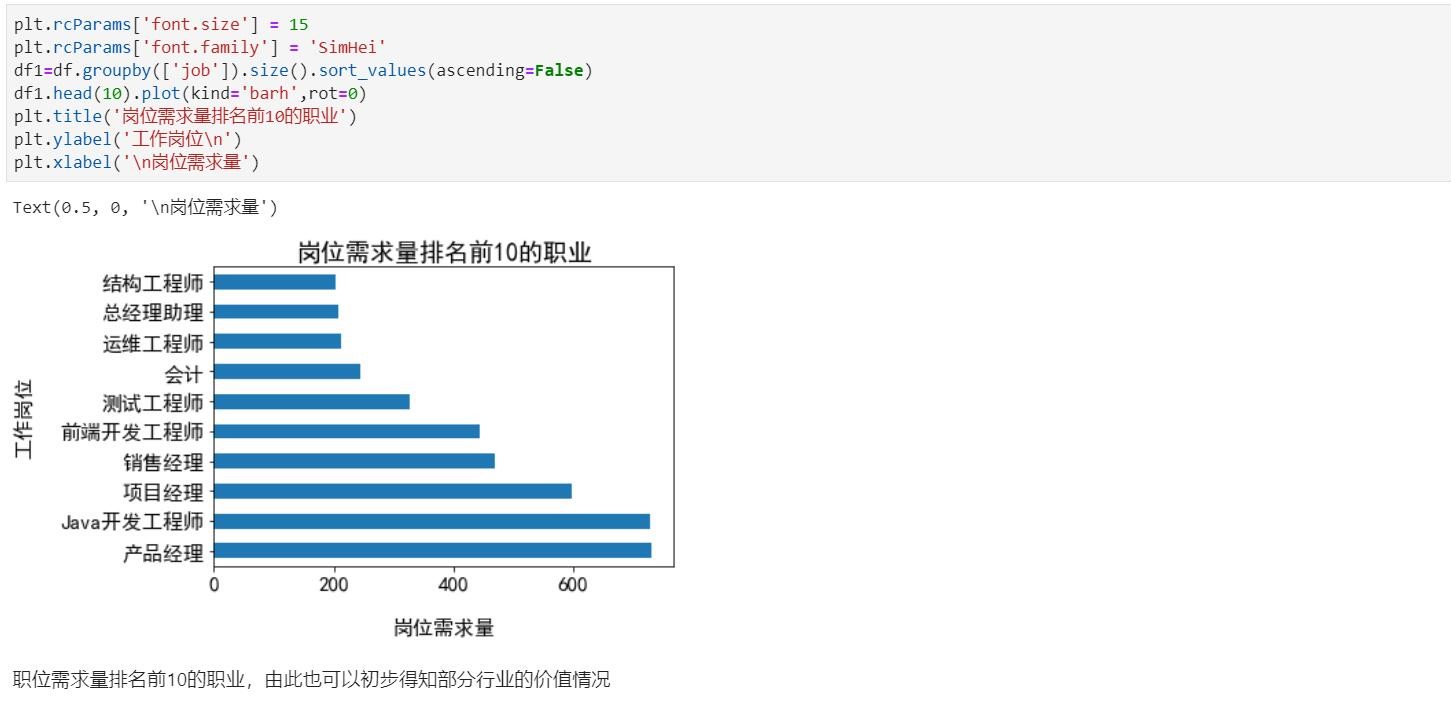 plt.rcParams['font.size'] = 15
plt.rcParams['font.family'] = 'SimHei'
df1=df.groupby(['job']).size().sort_values(ascending=False)
df1.head(10).plot(kind='barh',rot=0)
plt.title('岗位需求量排名前10的职业')
plt.ylabel('工作岗位\n')
plt.xlabel('\n岗位需求量')
Text(0.5, 0, '\n岗位需求量')
岗位需求量排名前10的职业
工作岗位
结构工程师
总经理助理
运维工程师
会计
测试工程师
前端开发工程师
销售经理
项目经理
Java开发工程师
产品经理
0 200 400 600
岗位需求量
职位需求量排名前10的职业，由此也可以初步得知部分行业的价值情况